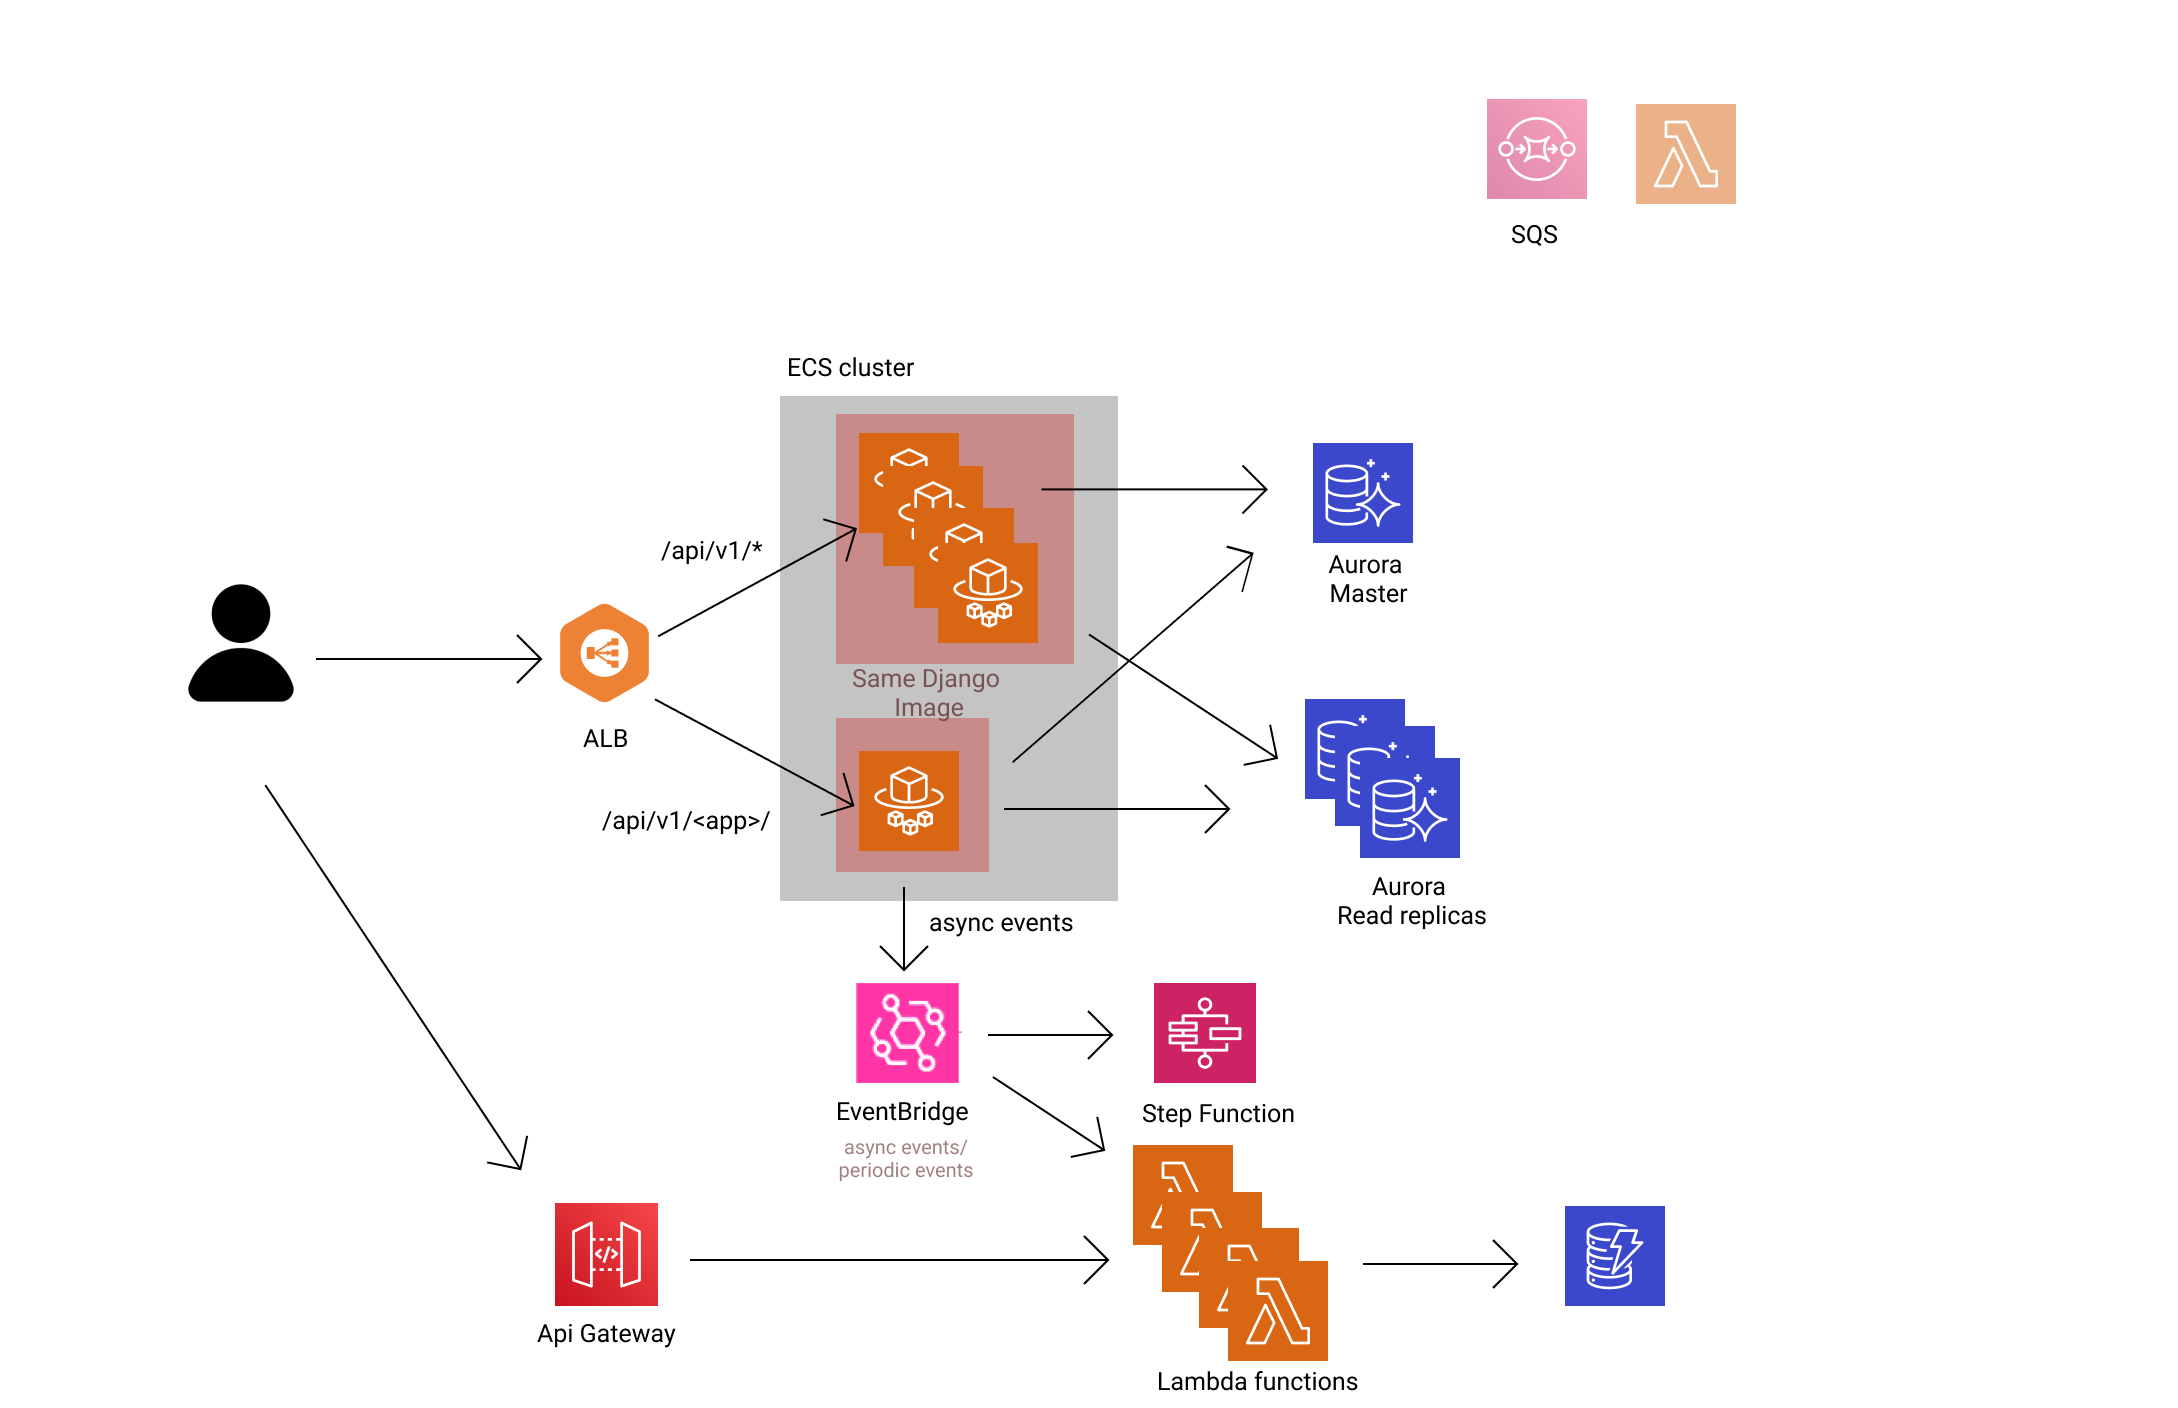 SQS
ECS cluster
/api/v1/*
Aurora
Master
Same Django
Image
ALB
/api/v1/<app>/
Aurora
Read replicas
async events
EventBridge
async events/
periodic events
Step Function
Api Gateway
Lambda functions